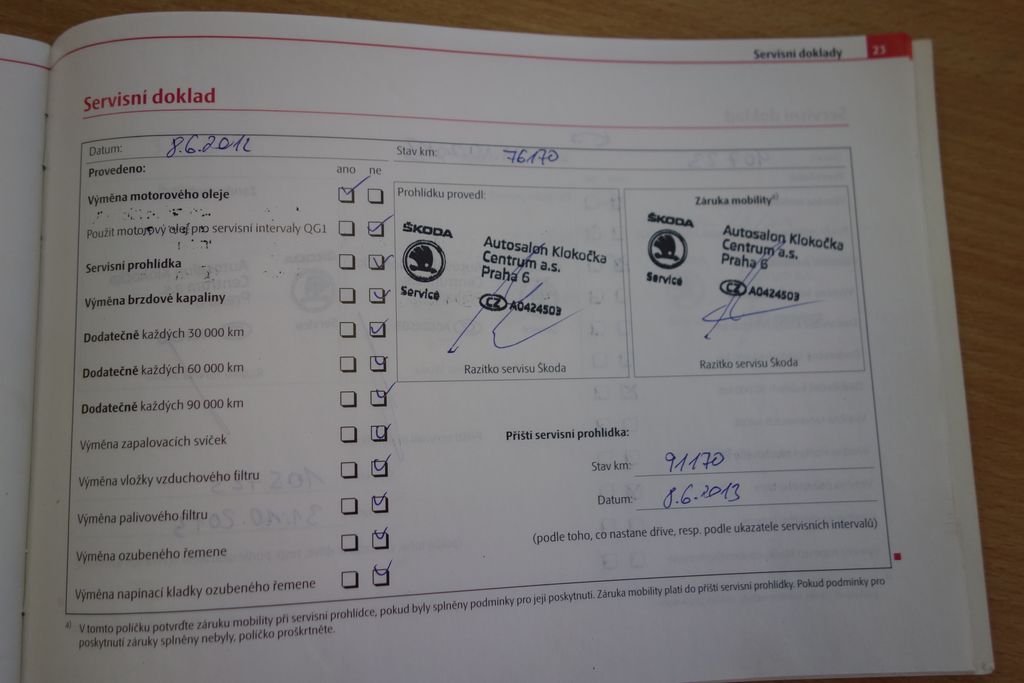 Servisní doklady 23
Servisní doklad
Datum: 8.6.2012 Stav km: 76170
Provedeno: ano ne
Výměna motorového oleje
Použit motorový olej pro servisní intervaly QG1
Servisní prohlídka
Výměna brzdové kapaliny
Dodatečně každých 30 000 km
Dodatečně každých 60 000 km
Dodatečně každých 90 000 km
Výměna zapalovacích svíček
Výměna vložky vzduchového filtru
Výměna palivového filtru
Výměna ozubeného řemene
Výměna napínací kladky ozubeného řemene
Prohlídku provedl:
ŠKODA
Service
Autosalon Klokočka
Centrum a.s.
Praha 6
CZ A0424503
Razítko servisu Škoda
Záruka mobility a)
ŠKODA
Service
Autosalon Klokočka
Centrum a.s.
Praha 6
CZ A0424503
Razítko servisu Škoda
Příští servisní prohlídka:
Stav km: 91170
Datum: 8.6.2013
(podle toho, co nastane dříve, resp. podle ukazatele servisních intervalů)
a) V tomto políčku potvrďte záruku mobility při servisní prohlídce, pokud byly splněny podmínky pro její poskytnutí. Záruka mobility platí do příští servisní prohlídky. Pokud podmínky pro
poskytnutí záruky splněny nebyly, políčko proškrtněte.